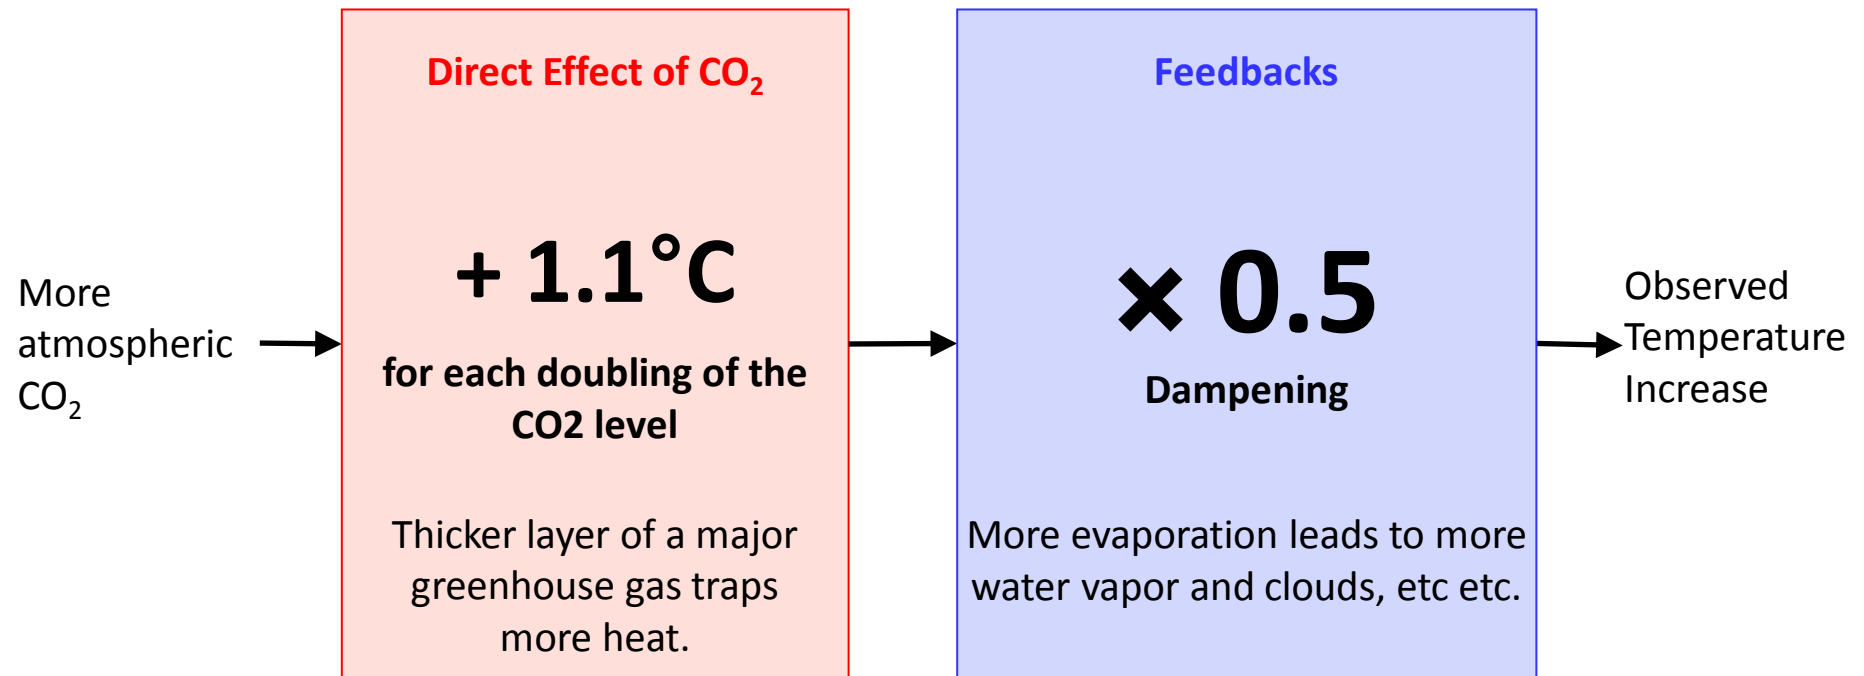 Direct Effect of CO₂
Feedbacks
More
atmospheric
CO₂
+ 1.1°C
for each doubling of the
CO2 level
Thicker layer of a major
greenhouse gas traps
more heat.
× 0.5
Dampening
More evaporation leads to more
water vapor and clouds, etc etc.
Observed
Temperature
Increase